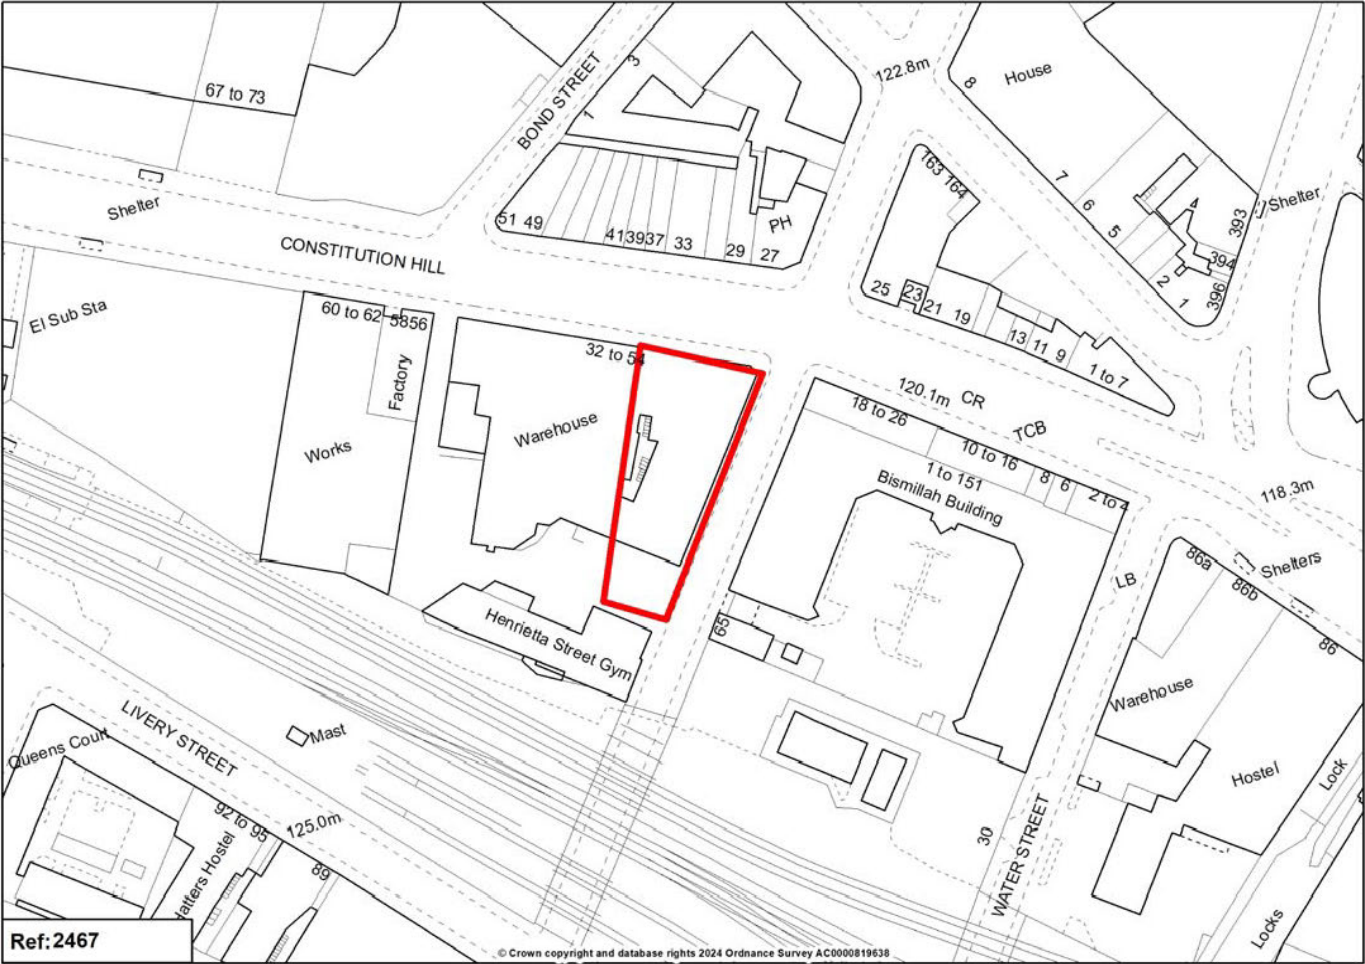 67 to 73
BOND STREET
3
1
122.8m
House
8
7
6
5
4
2
1
393
394
396
Shelter
163 164
Shelter
51 49
41 39 37
33
29
27
PH
CONSTITUTION HILL
El Sub Sta
60 to 62
5856
Factory
Works
32 to 54
Warehouse
25
23
21
19
13
11
9
1 to 7
120.1m
CR
TCB
18 to 26
10 to 16
8
6
2 to 4
1 to 151
Bismillah Building
118.3m
Shelters
86a
86b
86
LB
Henrietta Street Gym
65
Warehouse
Hostel
Lock
Locks
LIVERY STREET
Mast
Queens Court
92 to 95
125.0m
Hatters Hostel
89
30
WATER STREET
Ref:2467
© Crown copyright and database rights 2024 Ordnance Survey AC0000819638